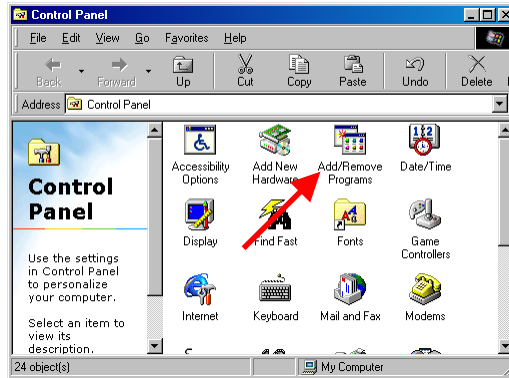 Control Panel
File Edit View Go Favorites Help
Back Forward Up Cut Copy Paste Undo Delete
Address Control Panel
Control
Panel
Use the settings
in Control Panel
to personalize
your computer.
Select an item to
view its
description.
Accessibility
Options
Add New
Hardware
Add/Remove
Programs
12
Date/Time
Display
Find Fast
Fonts
Game
Controllers
Internet
Keyboard
Mail and Fax
Modems
24 object(s) My Computer